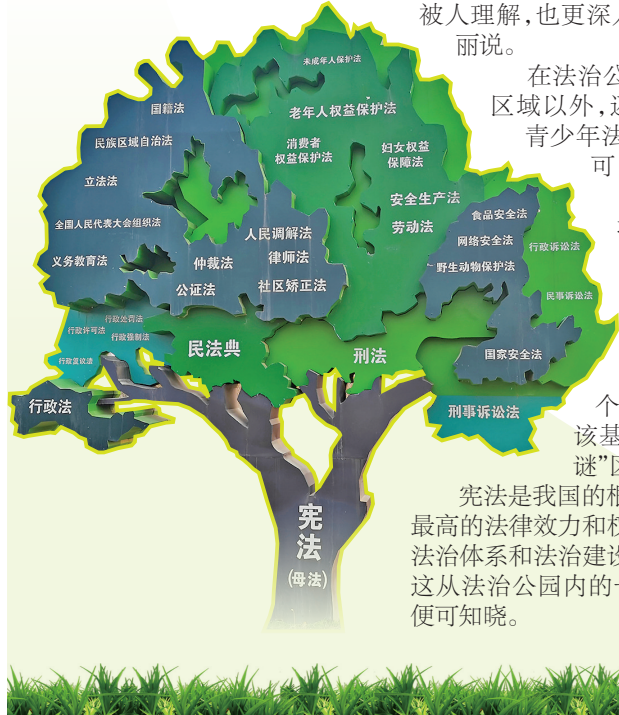 被人理解,也更深
丽说。
在法治公
区域以外,
青少年法
可
个
该基
谜”区
宪法是我国的根
最高的法律效力和权
法治体系和法治建设
这从法治公园内的一
便可知晓。
未成年人保护法
国籍法
老年人权益保护法
民族区域自治法
消费者
权益保护法
妇女权益
保障法
立法法
安全生产法
全国人民代表大会组织法
人民调解法
劳动法
食品安全法
网络安全法
行政诉讼法
义务教育法
仲裁法
律师法
野生动物保护法
公证法
社区矫正法
民事诉讼法
行政处罚法
行政许可法
行政强制法
行政复议法
民法典
刑法
国家安全法
行政法
刑事诉讼法
宪
法
(母法)